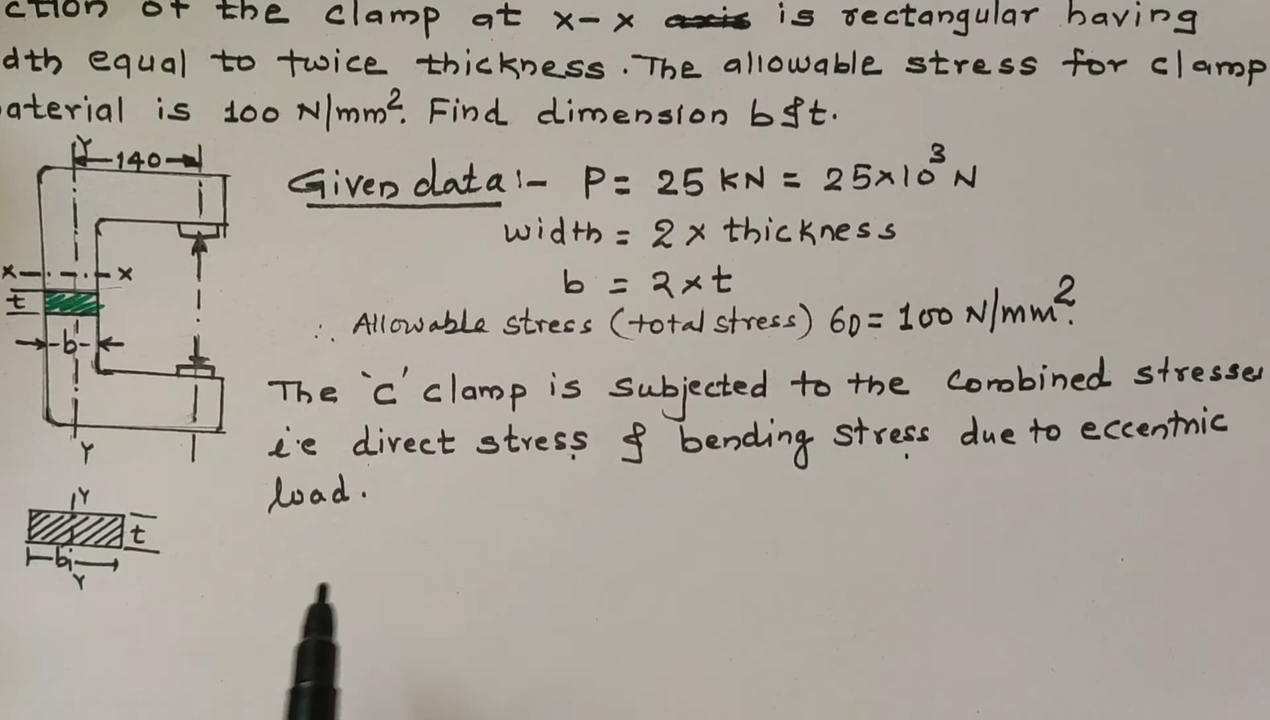 ction of the clamp at x-x is rectangular having
dth equal to twice thickness. The allowable stress for clamp
aterial is 100 N/mm². Find dimension b & t.
Y
140
Given data :- P = 25 KN = 25×10³ N
width = 2 × thickness
x x
b = 2×t
t
∴ Allowable stress (total stress) σD = 100 N/mm².
b
The 'C' clamp is subjected to the combined stresses
i.e direct stress & bending stress due to eccentric
Y
load.
Y
t
b
Y